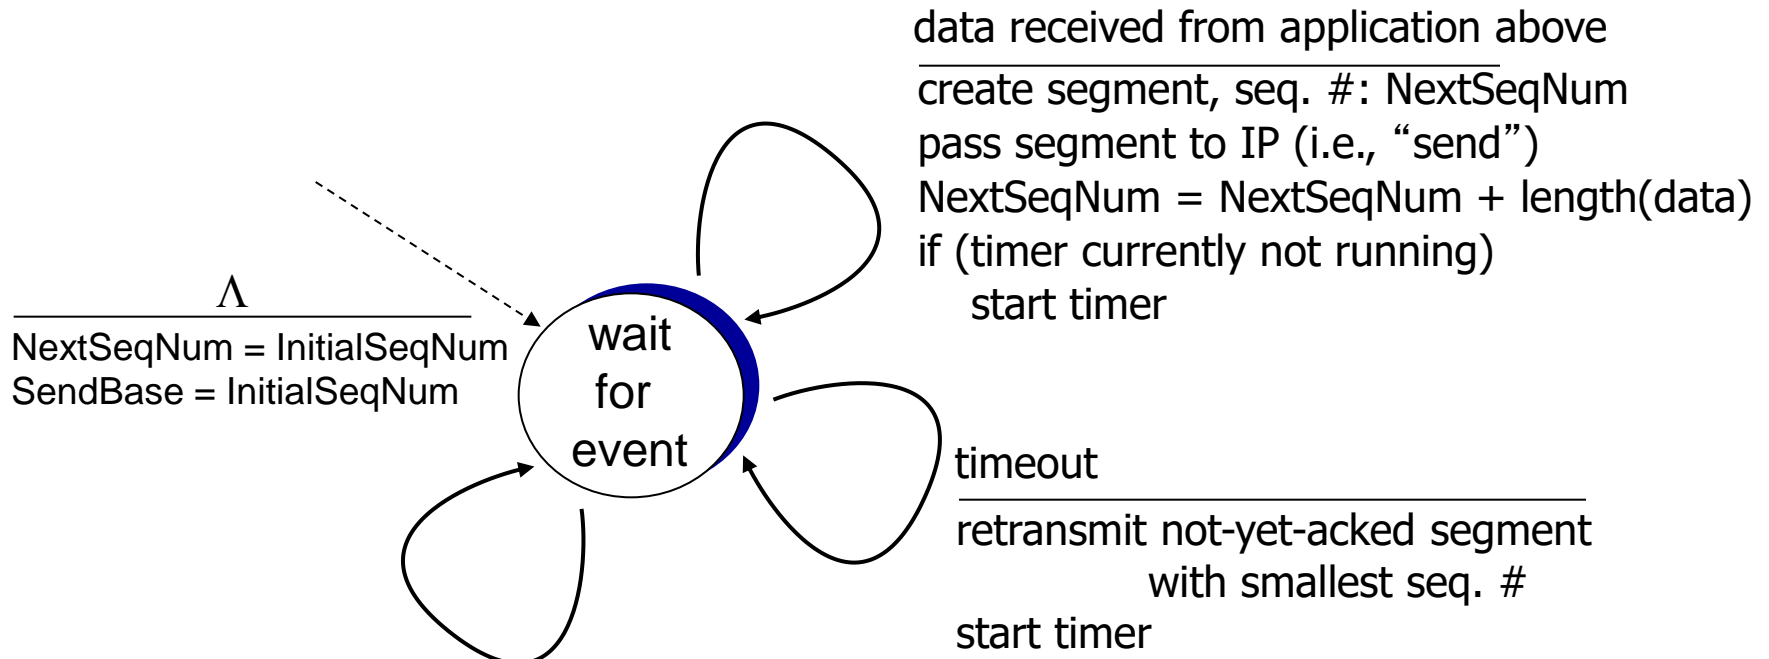 data received from application above
create segment, seq. #: NextSeqNum
pass segment to IP (i.e., “send”)
NextSeqNum = NextSeqNum + length(data)
if (timer currently not running)
start timer
Λ
NextSeqNum = InitialSeqNum
SendBase = InitialSeqNum
wait
for
event
timeout
retransmit not-yet-acked segment
with smallest seq. #
start timer